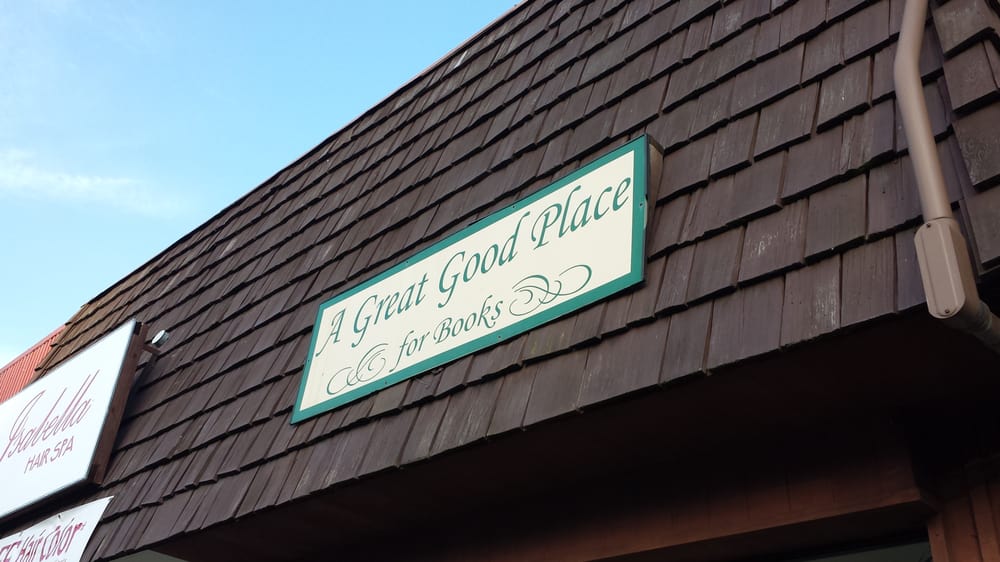 A Great Good Place
for Books
Isabella
HAIR SPA
Hair Color